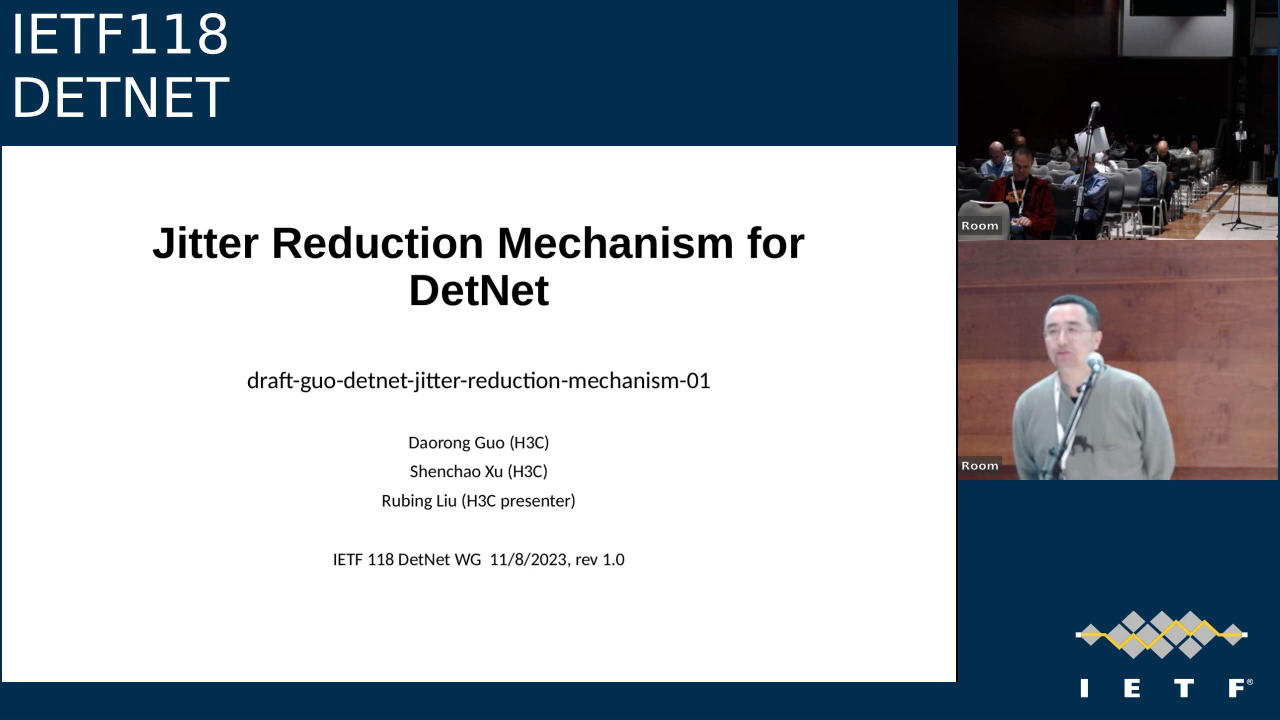 IETF118
DETNET
Jitter Reduction Mechanism for
DetNet
draft-guo-detnet-jitter-reduction-mechanism-01
Daorong Guo (H3C)
Shenchao Xu (H3C)
Rubing Liu (H3C presenter)
IETF 118 DetNet WG  11/8/2023, rev 1.0
Room
Room
I E T F®